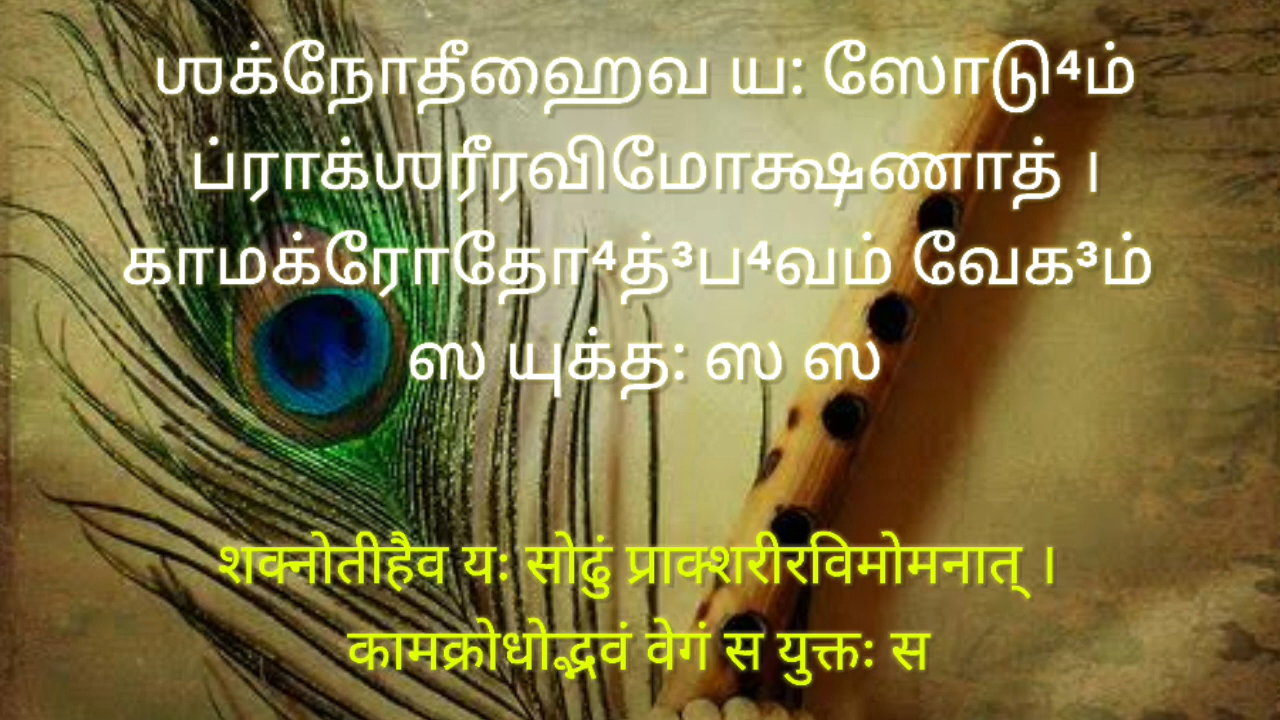 ஶக்நோதீஹைவ ய: ஸோடு⁴ம்
ப்ராக்ஶரீரவிமோக்ஷணாத் ।
காமக்ரோதோ⁴த்³ப⁴வம் வேக³ம்
ஸ யுக்த: ஸ ஸ
शक्नोतीहैव यः सोढुं प्राक्शरीरविमोमनात् ।
कामक्रोधोद्भवं वेगं स युक्तः स